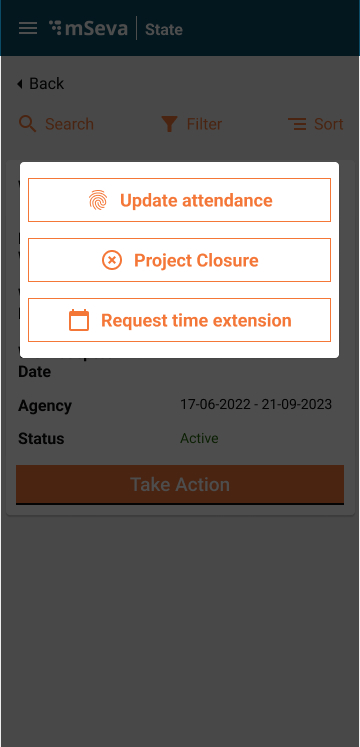 mSeva State
Back
Search Filter Sort
Update attendance
Project Closure
Request time extension
Date
Agency 17-06-2022 - 21-09-2023
Status Active
Take Action